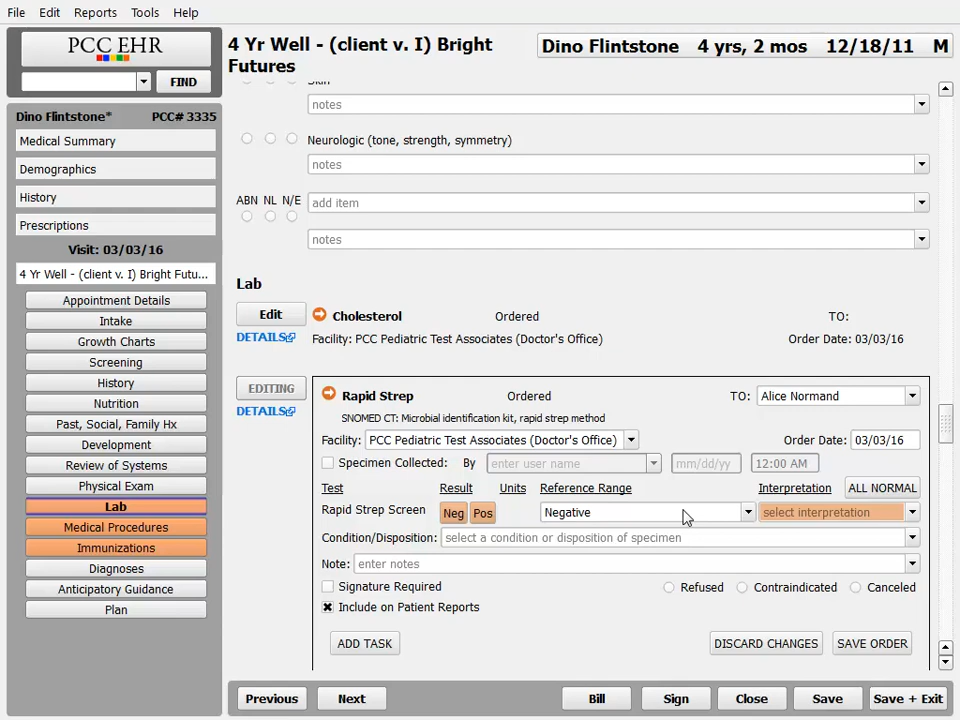 File Edit Reports Tools Help
PCC EHR
FIND
4 Yr Well - (client v. I) Bright Futures
Dino Flintstone 4 yrs, 2 mos 12/18/11 M
Dino Flintstone* PCC# 3335
Medical Summary
Demographics
History
Prescriptions
Visit: 03/03/16
4 Yr Well - (client v. I) Bright Futu...
Appointment Details
Intake
Growth Charts
Screening
History
Nutrition
Past, Social, Family Hx
Development
Review of Systems
Physical Exam
Lab
Medical Procedures
Immunizations
Diagnoses
Anticipatory Guidance
Plan
Skin
notes
Neurologic (tone, strength, symmetry)
notes
ABN NL N/E add item
notes
Lab
Edit Cholesterol Ordered TO:
DETAILS Facility: PCC Pediatric Test Associates (Doctor's Office) Order Date: 03/03/16
EDITING Rapid Strep Ordered TO: Alice Normand
DETAILS SNOMED CT: Microbial identification kit, rapid strep method
Facility: PCC Pediatric Test Associates (Doctor's Office) Order Date: 03/03/16
Specimen Collected: By enter user name mm/dd/yy 12:00 AM
Test Result Units Reference Range Interpretation ALL NORMAL
Rapid Strep Screen Neg Pos Negative select interpretation
Condition/Disposition: select a condition or disposition of specimen
Note: enter notes
Signature Required Refused Contraindicated Canceled
Include on Patient Reports
ADD TASK DISCARD CHANGES SAVE ORDER
Previous Next Bill Sign Close Save Save + Exit